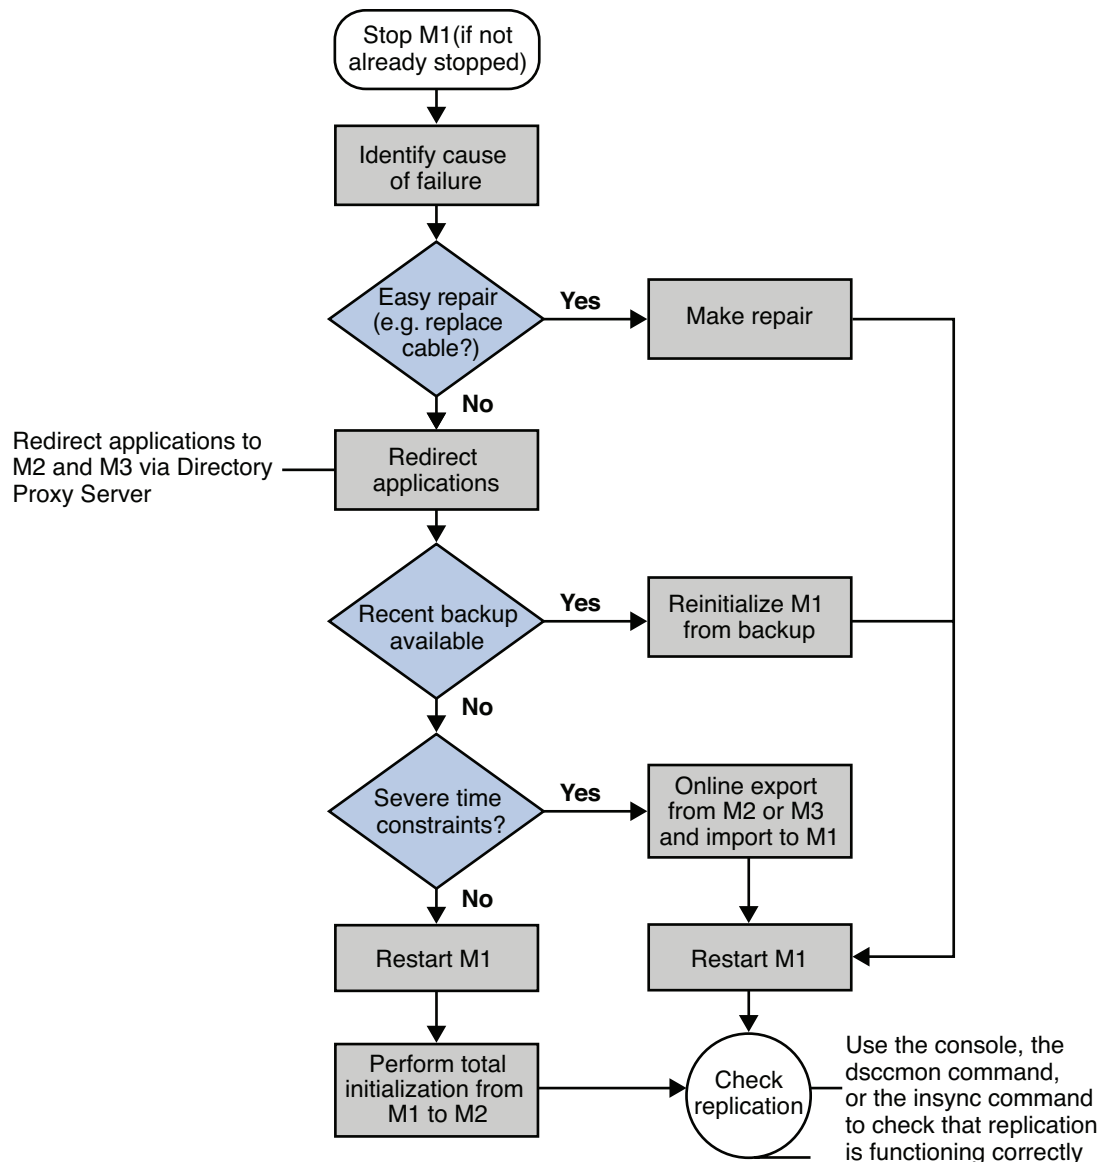 Stop M1(if not
already stopped)
Identify cause
of failure
Easy repair
(e.g. replace
cable?)
Yes
Make repair
No
Redirect applications to
M2 and M3 via Directory
Proxy Server
Redirect
applications
Recent backup
available
Yes
Reinitialize M1
from backup
No
Severe time
constraints?
Yes
Online export
from M2 or M3
and import to M1
No
Restart M1
Restart M1
Perform total
initialization from
M1 to M2
Check
replication
Use the console, the
dsccmon command,
or the insync command
to check that replication
is functioning correctly